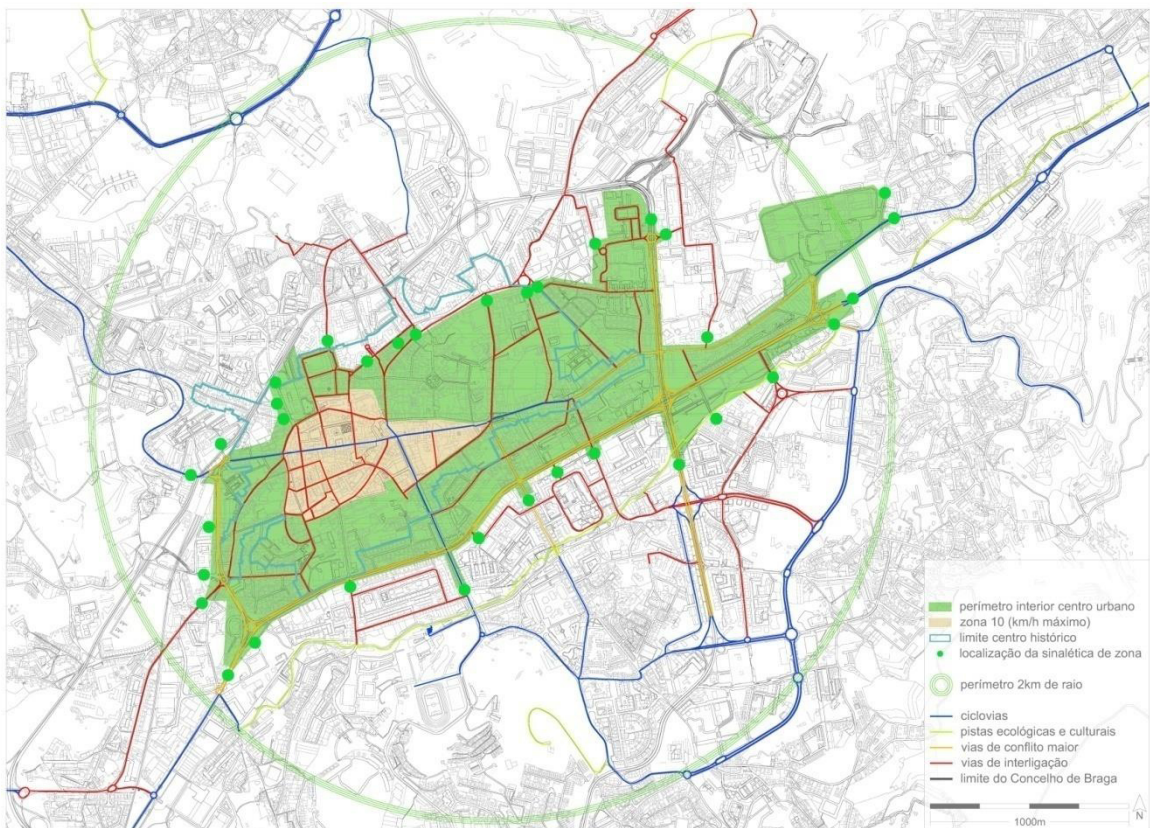 perímetro interior centro urbano
zona 10 (km/h máximo)
limite centro histórico
localização da sinalética de zona
perímetro 2km de raio
ciclovias
pistas ecológicas e culturais
vias de conflito maior
vias de interligação
limite do Concelho de Braga
1000m
N